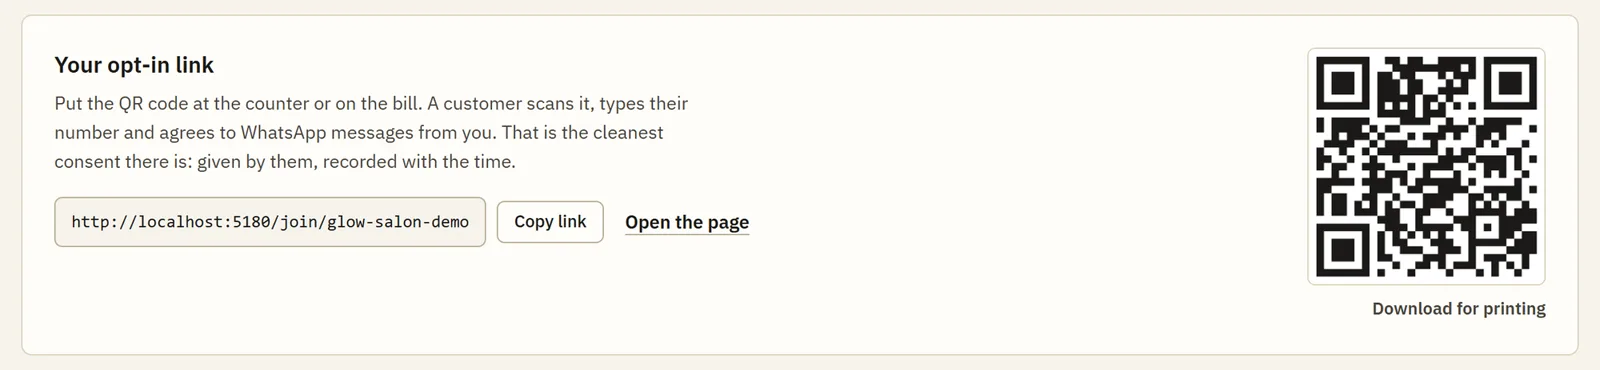 Your opt-in link
Put the QR code at the counter or on the bill. A customer scans it, types their
number and agrees to WhatsApp messages from you. That is the cleanest
consent there is: given by them, recorded with the time.
http://localhost:5180/join/glow-salon-demo
Copy link
Open the page
Download for printing